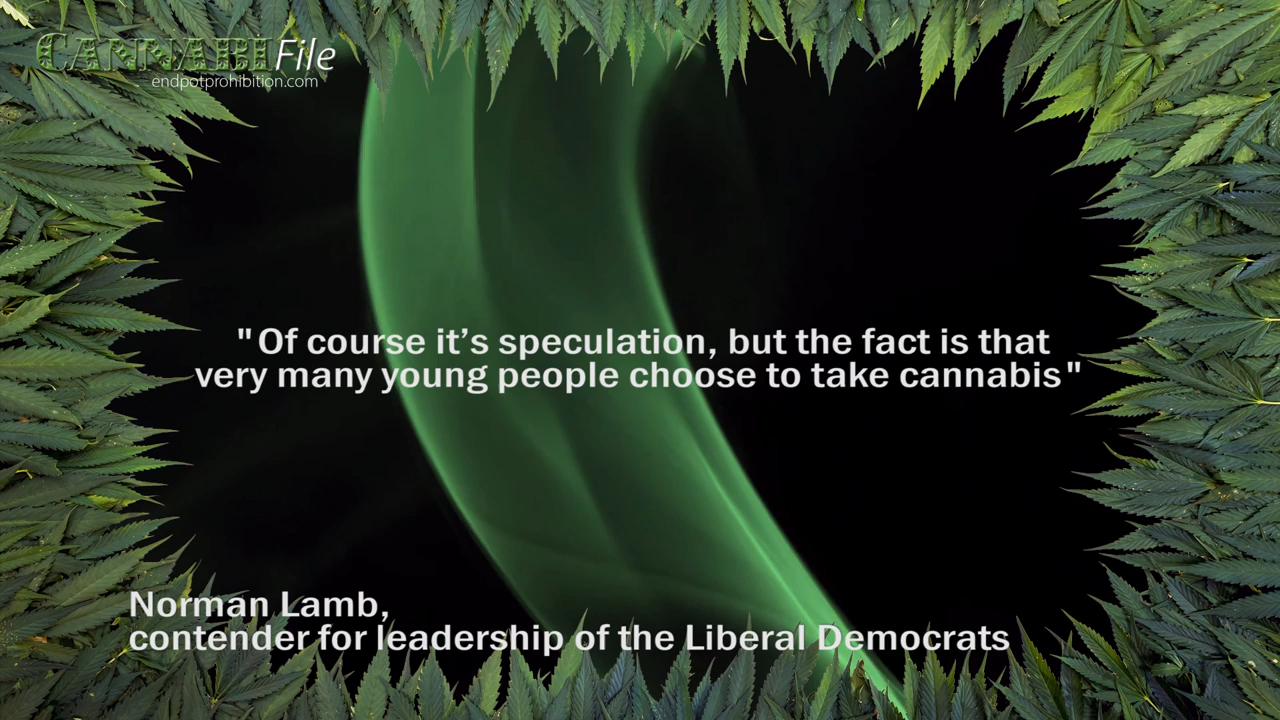 CANNABIFile
endpotprohibition.com
"Of course it’s speculation, but the fact is that
very many young people choose to take cannabis"
Norman Lamb,
contender for leadership of the Liberal Democrats